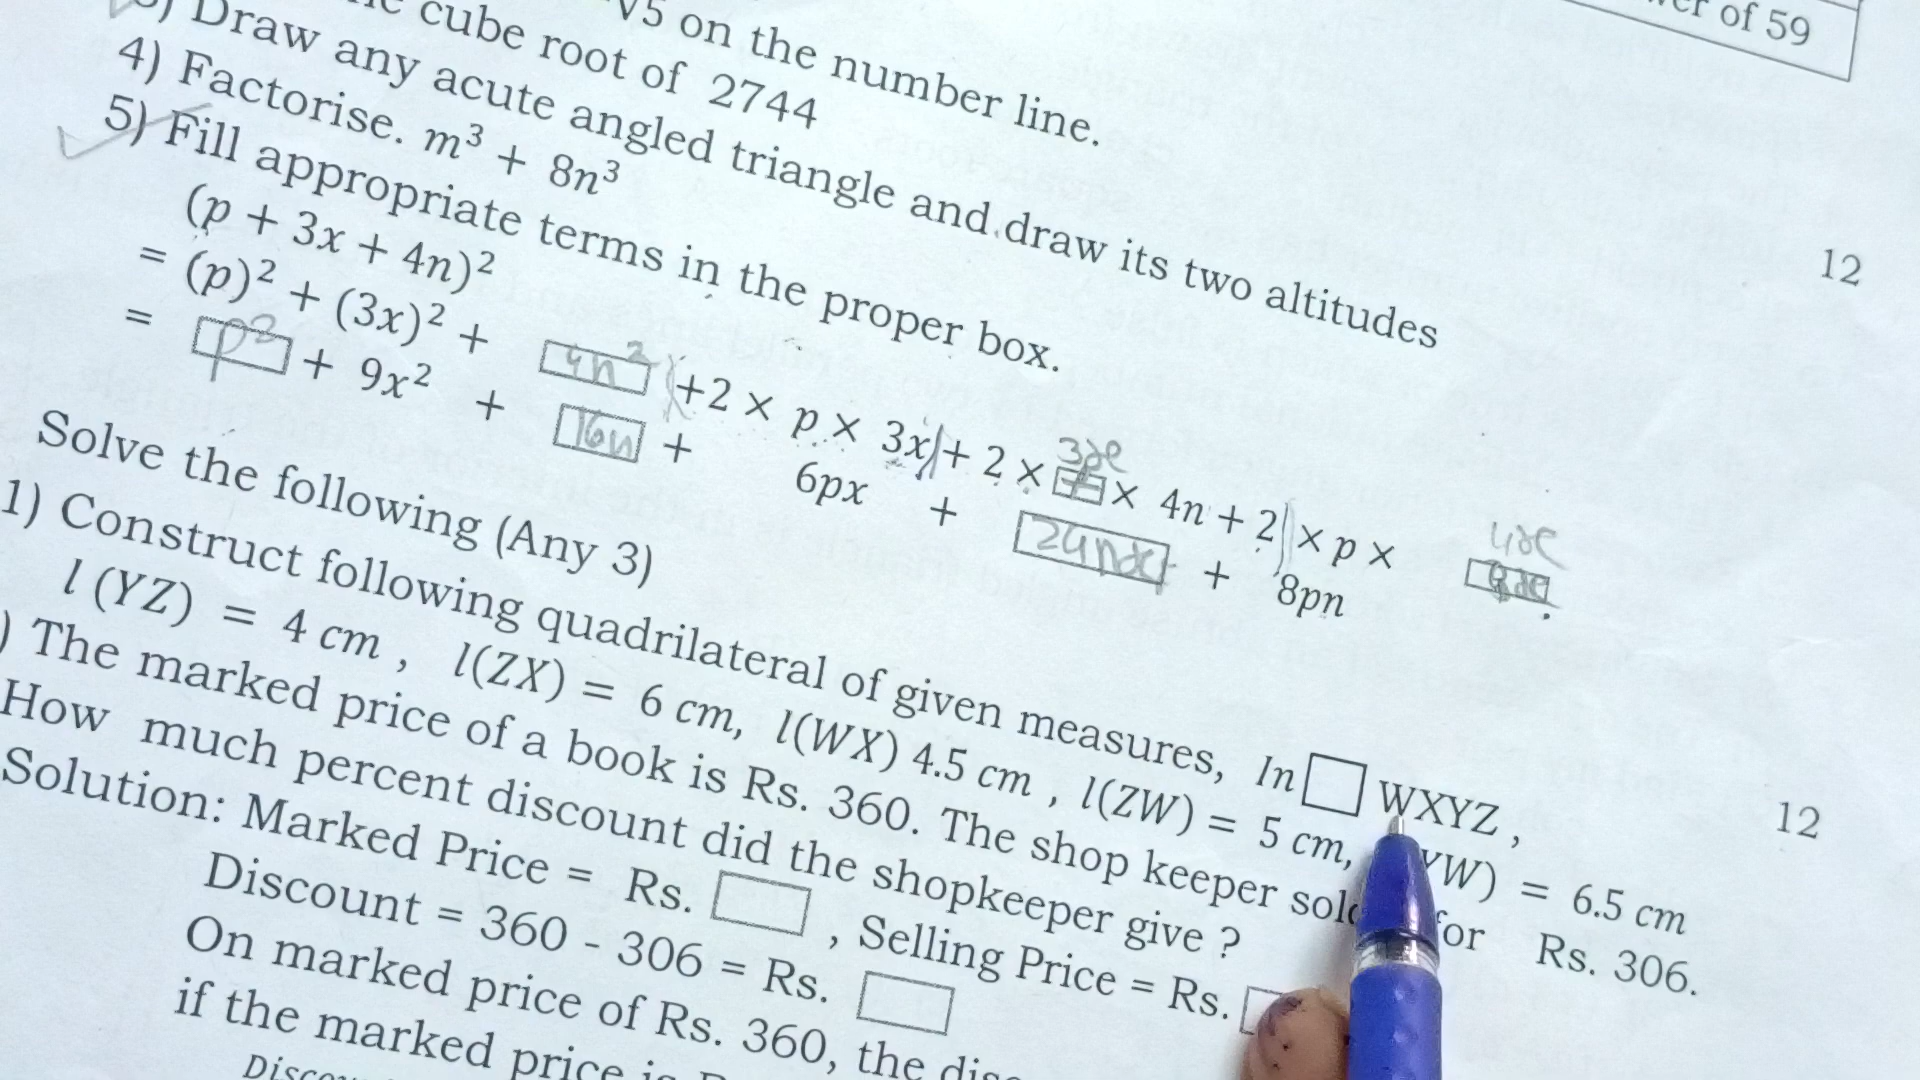 √5 on the number line.
cube root of 2744
3) Draw any acute angled triangle and draw its two altitudes
4) Factorise. m³ + 8n³
5) Fill appropriate terms in the proper box.
(p + 3x + 4n)²
= (p)² + (3x)² + 4n² +2 × p × 3x + 2 × 3x × 4n + 2 × p ×
= p² + 9x² + 16n + 6px + 24nx + 8pn .
12
Solve the following (Any 3)
12
1) Construct following quadrilateral of given measures, In □ WXYZ ,
l (YZ) = 4 cm , l(ZX) = 6 cm, l(WX) 4.5 cm , l(ZW) = 5 cm, YW) = 6.5 cm
) The marked price of a book is Rs. 360. The shop keeper sold for Rs. 306.
How much percent discount did the shopkeeper give ?
Solution: Marked Price = Rs. □ , Selling Price = Rs.
Discount = 360 - 306 = Rs. □
On marked price of Rs. 360, the
if the marked price
of 59